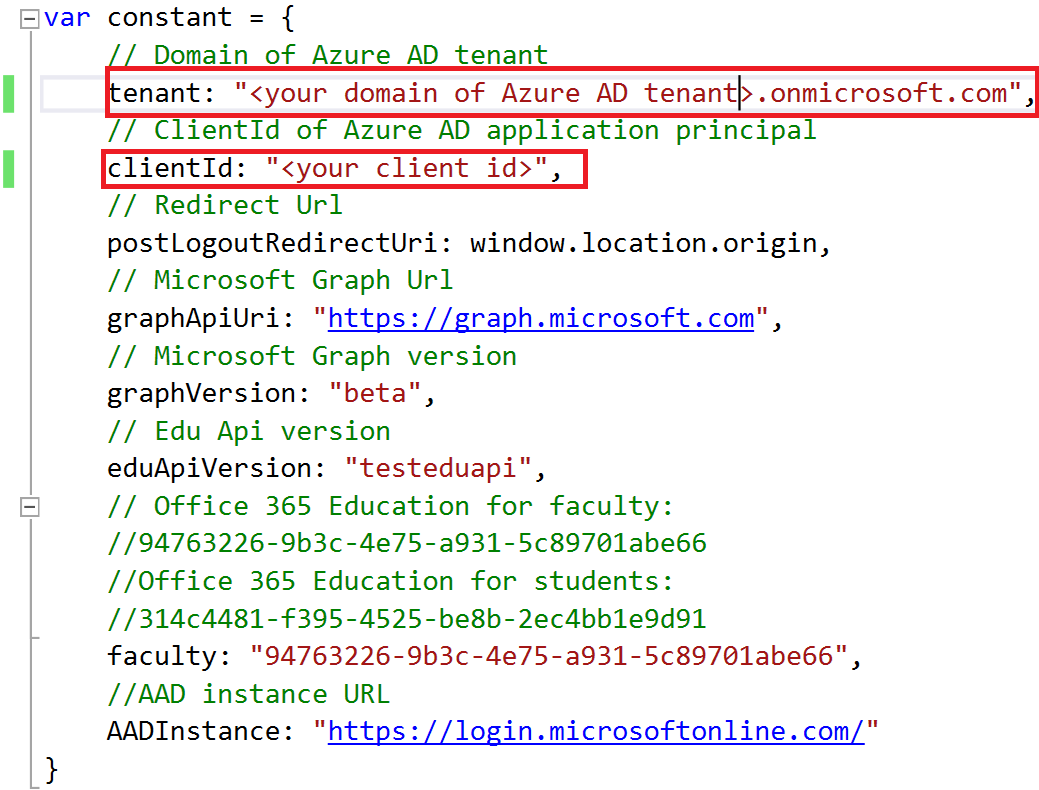 var constant = {
// Domain of Azure AD tenant
tenant: "<your domain of Azure AD tenant>.onmicrosoft.com",
// ClientId of Azure AD application principal
clientId: "<your client id>",
// Redirect Url
postLogoutRedirectUri: window.location.origin,
// Microsoft Graph Url
graphApiUri: "https://graph.microsoft.com",
// Microsoft Graph version
graphVersion: "beta",
// Edu Api version
eduApiVersion: "testeduapi",
// Office 365 Education for faculty:
//94763226-9b3c-4e75-a931-5c89701abe66
//Office 365 Education for students:
//314c4481-f395-4525-be8b-2ec4bb1e9d91
faculty: "94763226-9b3c-4e75-a931-5c89701abe66",
//AAD instance URL
AADInstance: "https://login.microsoftonline.com/"
}